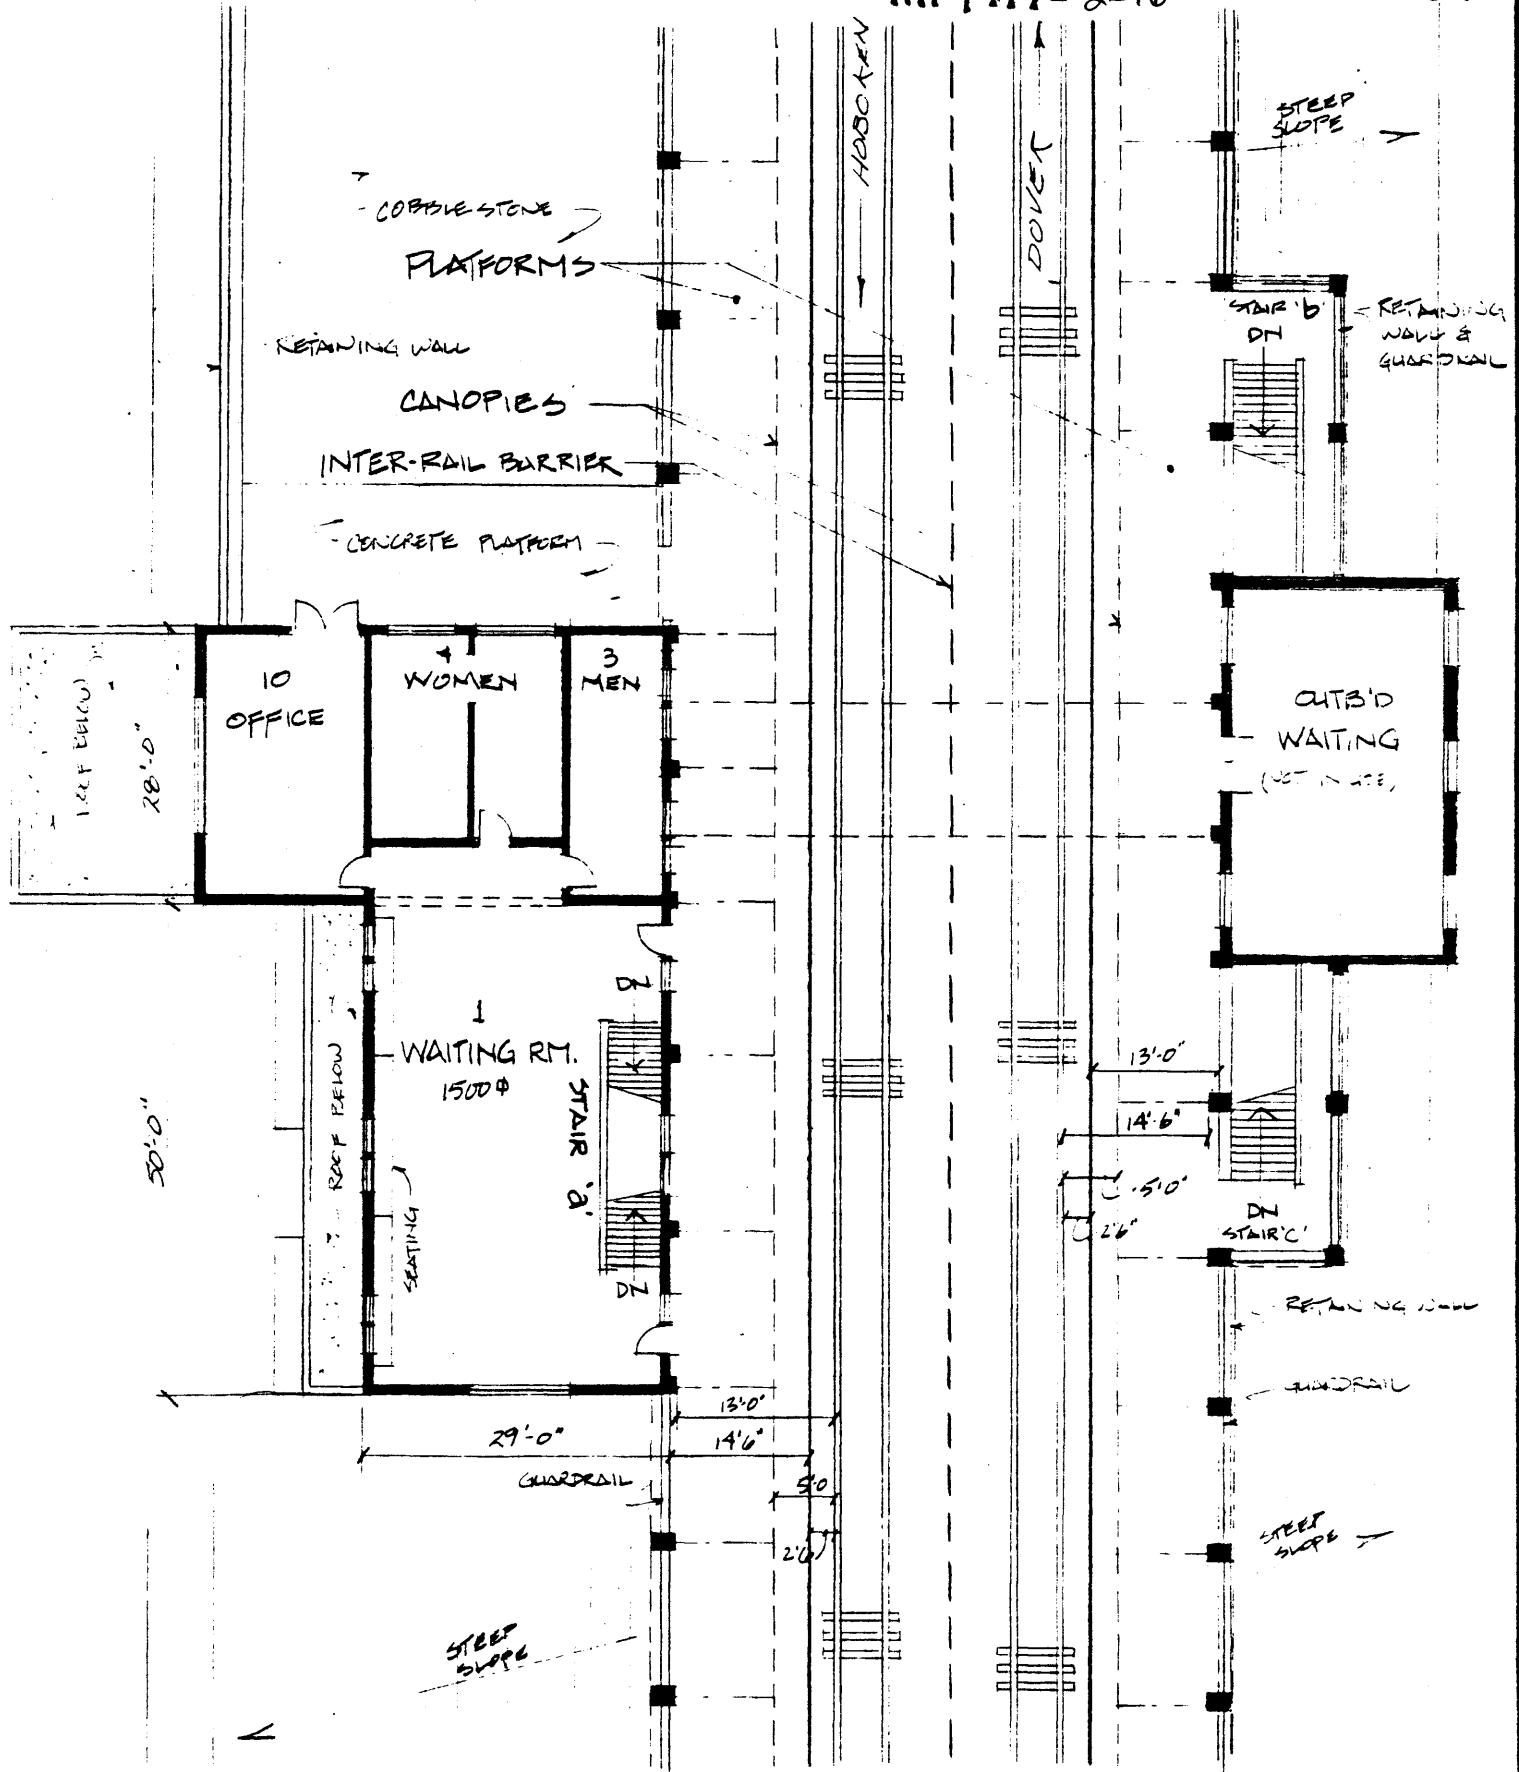 HOBOKEN
DOVER
STEEP
SLOPE
COBBLESTONE
PLATFORMS
RETAINING WALL
CANOPIES
INTER-RAIL BARRIER
CONCRETE PLATFORM
STAIR 'b'
DN
RETAINING
WALL &
GUARDRAIL
10
OFFICE
4
WOMEN
3
MEN
28'-0"
OUTB'D
WAITING
(NOT IN USE)
1
WAITING RM.
1500 ⌀
DN
STAIR 'a'
DN
ROOF BELOW
SEATING
50'-0"
13'-0"
14'-6"
5'0"
2'6"
DN
STAIR 'C'
RETAINING WALL
GUARDRAIL
29'-0"
13'-0"
14'6"
5'0
2'6"
GUARDRAIL
STEEP
SLOPE
STEEP
SLOPE